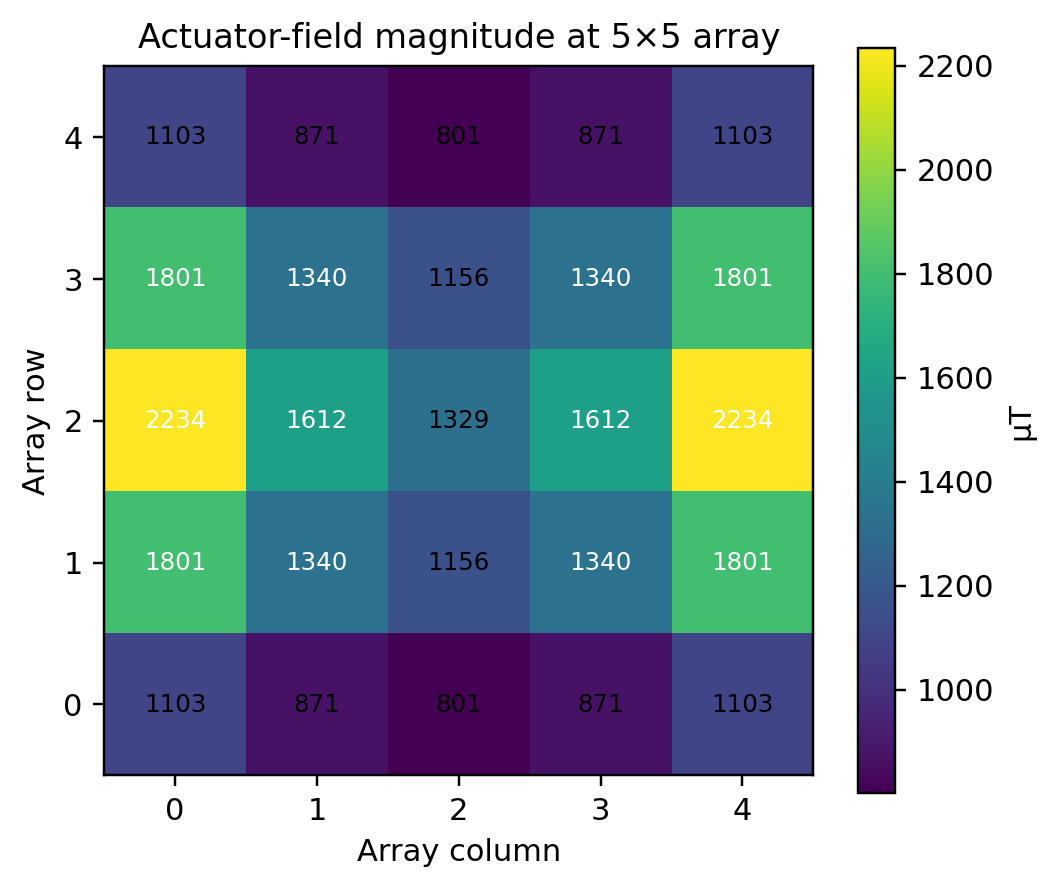 Actuator-field magnitude at 5×5 array
4 1103 871 801 871 1103
3 1801 1340 1156 1340 1801
2 2234 1612 1329 1612 2234
1 1801 1340 1156 1340 1801
0 1103 871 801 871 1103
0 1 2 3 4
Array column
Array row
2200
2000
1800
1600
1400
1200
1000
µT